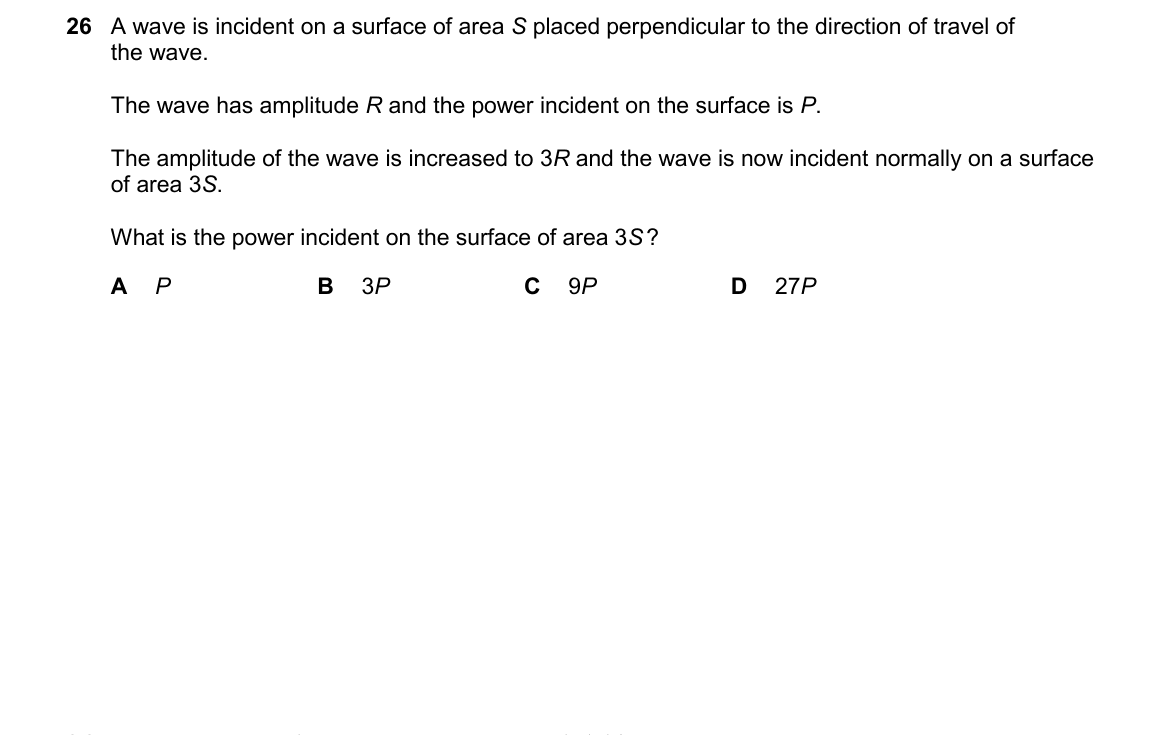 26 A wave is incident on a surface of area S placed perpendicular to the direction of travel of
the wave.
The wave has amplitude R and the power incident on the surface is P.
The amplitude of the wave is increased to 3R and the wave is now incident normally on a surface
of area 3S.
What is the power incident on the surface of area 3S?
A P B 3P C 9P D 27P